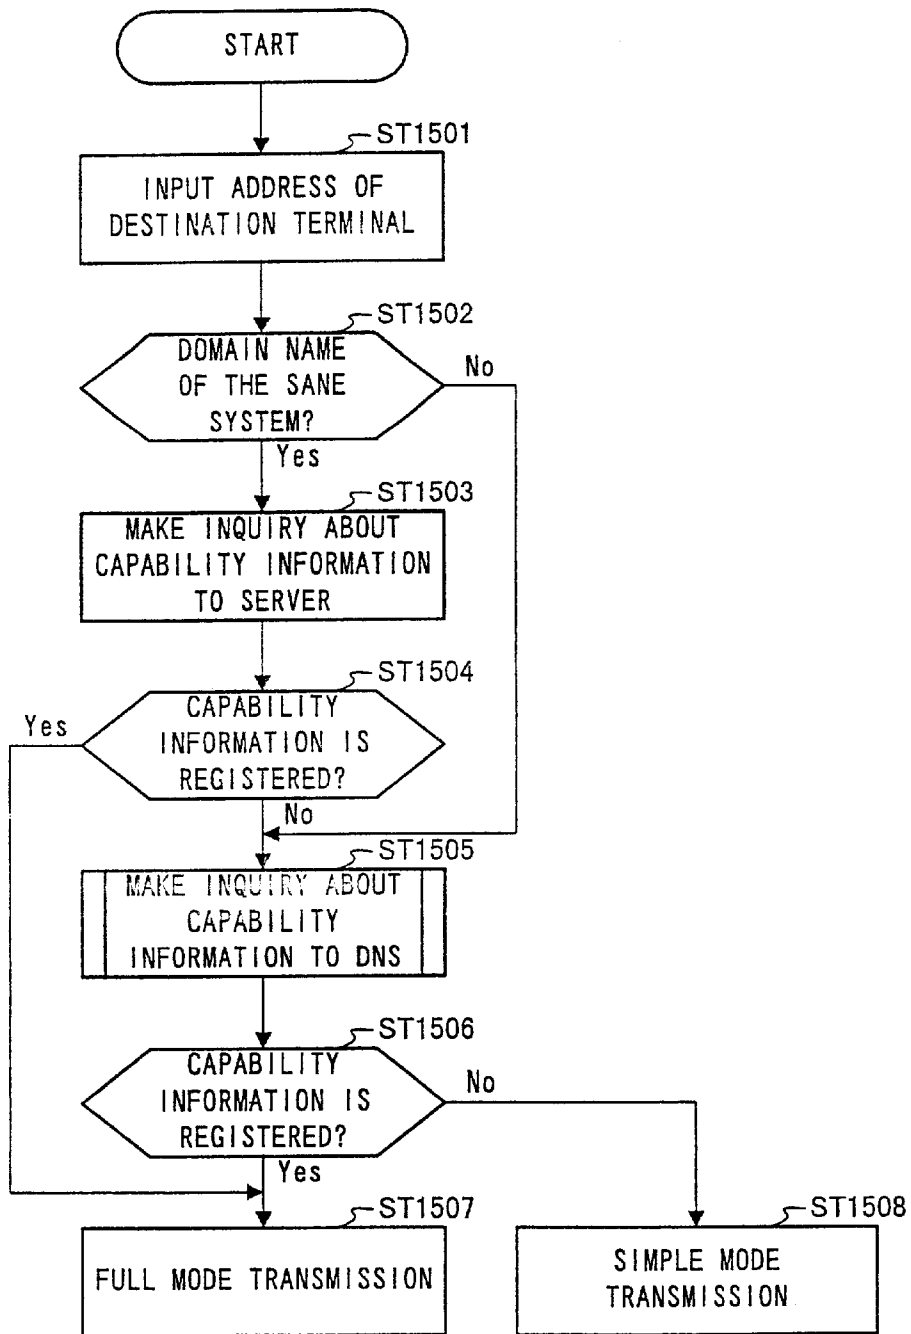 START
ST1501
INPUT ADDRESS OF
DESTINATION TERMINAL
ST1502
DOMAIN NAME
OF THE SANE
SYSTEM?
No
Yes
ST1503
MAKE INQUIRY ABOUT
CAPABILITY INFORMATION
TO SERVER
ST1504
CAPABILITY
INFORMATION IS
REGISTERED?
Yes
No
ST1505
MAKE INQUIRY ABOUT
CAPABILITY
INFORMATION TO DNS
ST1506
CAPABILITY
INFORMATION IS
REGISTERED?
No
Yes
ST1507
FULL MODE TRANSMISSION
ST1508
SIMPLE MODE
TRANSMISSION